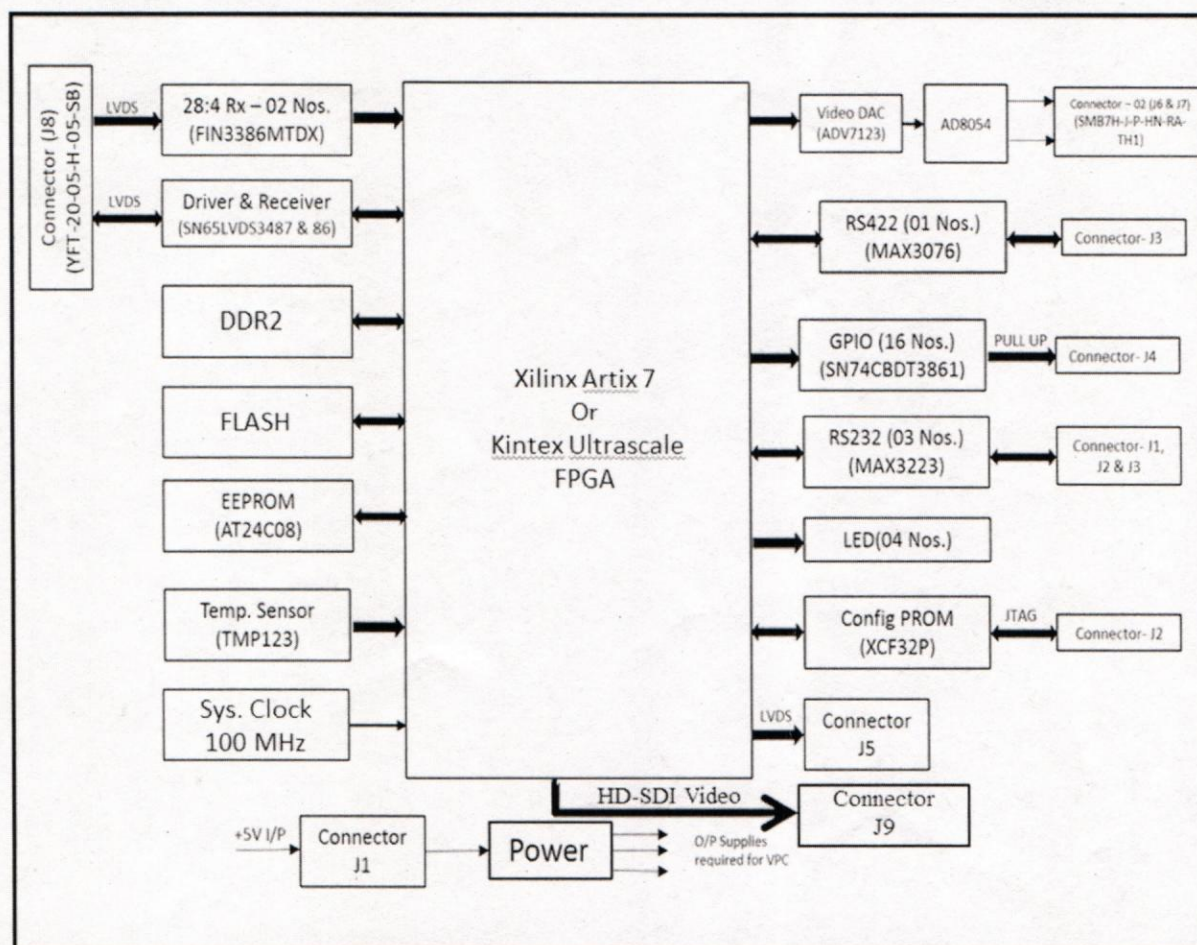 Connector (J8)
(YFT-20-05-H-05-SB)
LVDS
28:4 Rx – 02 Nos.
(FIN3386MTDX)
LVDS
Driver & Receiver
(SN65LVDS3487 & 86)
DDR2
FLASH
EEPROM
(AT24C08)
Temp. Sensor
(TMP123)
Sys. Clock
100 MHz
Xilinx Artix 7
Or
Kintex Ultrascale
FPGA
Video DAC
(ADV7123)
AD8054
Connector – 02 (J6 & J7)
(SMB7H-J-P-HN-RA-
TH1)
RS422 (01 Nos.)
(MAX3076)
Connector- J3
GPIO (16 Nos.)
(SN74CBDT3861)
PULL UP
Connector- J4
RS232 (03 Nos.)
(MAX3223)
Connector- J1,
J2 & J3
LED(04 Nos.)
Config PROM
(XCF32P)
JTAG
Connector- J2
LVDS
Connector
J5
HD-SDI Video
Connector
J9
+5V I/P
Connector
J1
Power
O/P Supplies
required for VPC